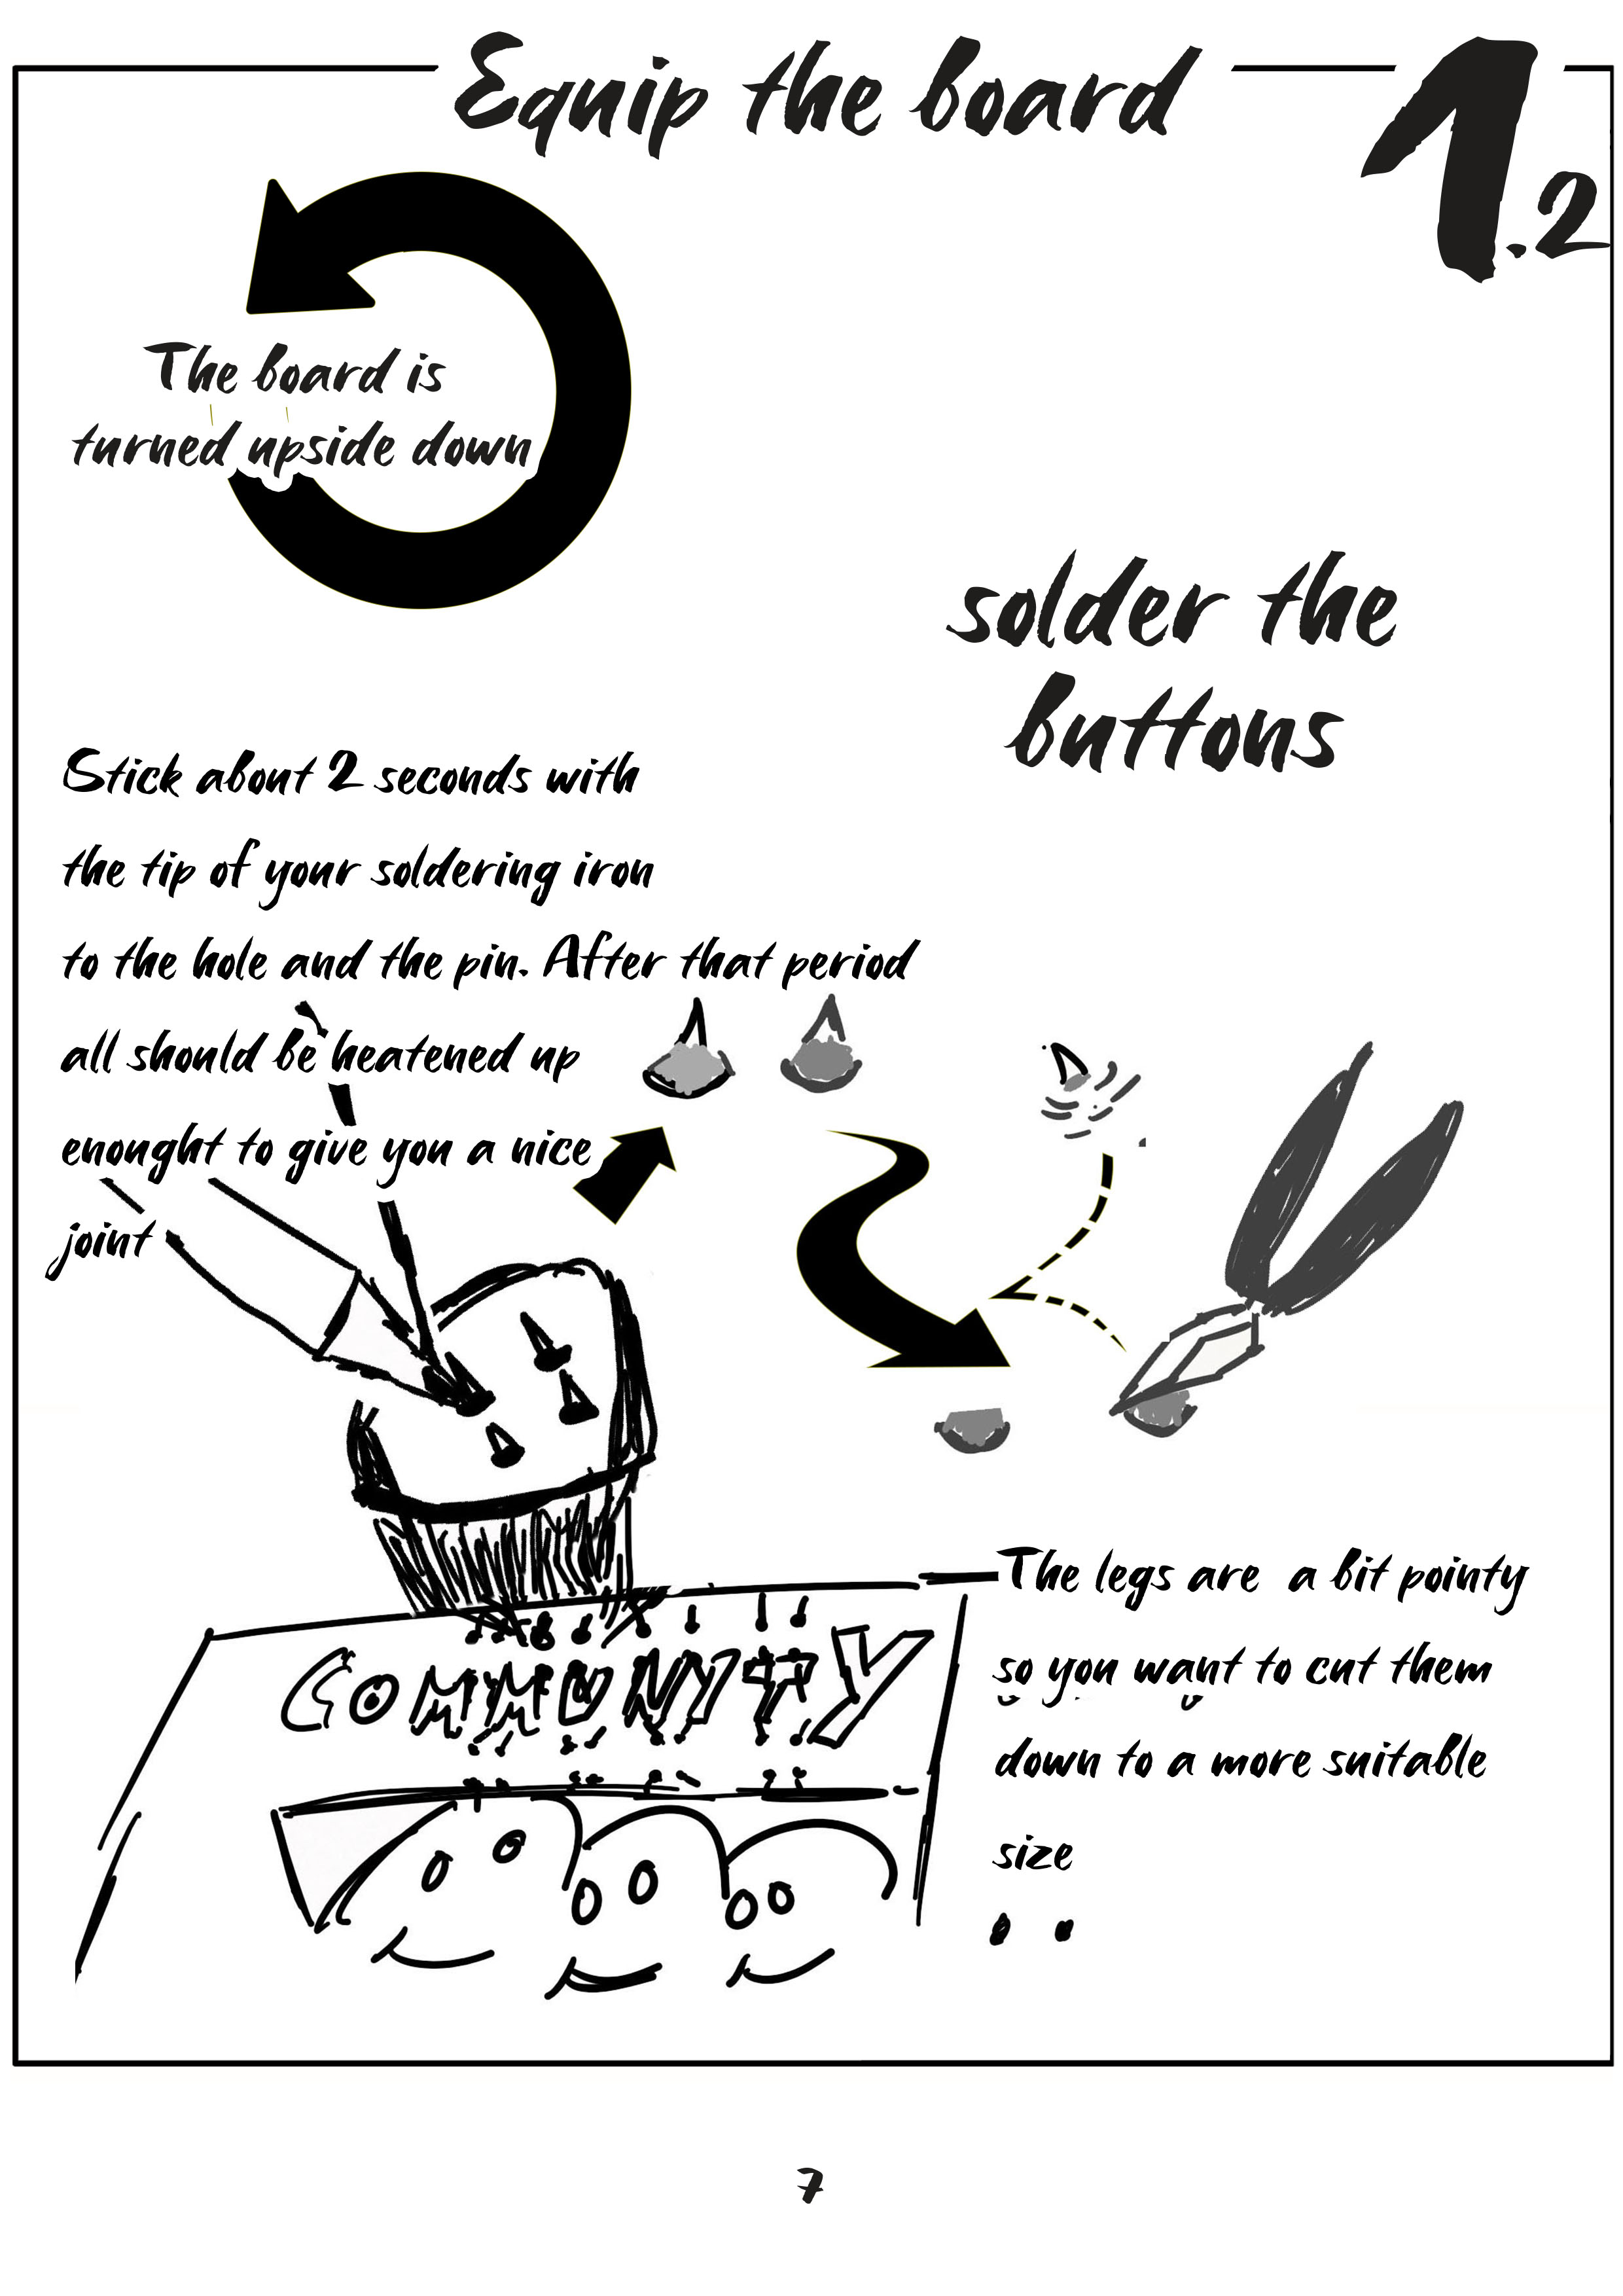 Equip the board
1.2
The board is
turned upside down
solder the
buttons
Stick about 2 seconds with
the tip of your soldering iron
to the hole and the pin. After that period
all should be heatened up
enought to give you a nice
joint
COMMUNITY
The legs are a bit pointy
so you want to cut them
down to a more suitable
size
7